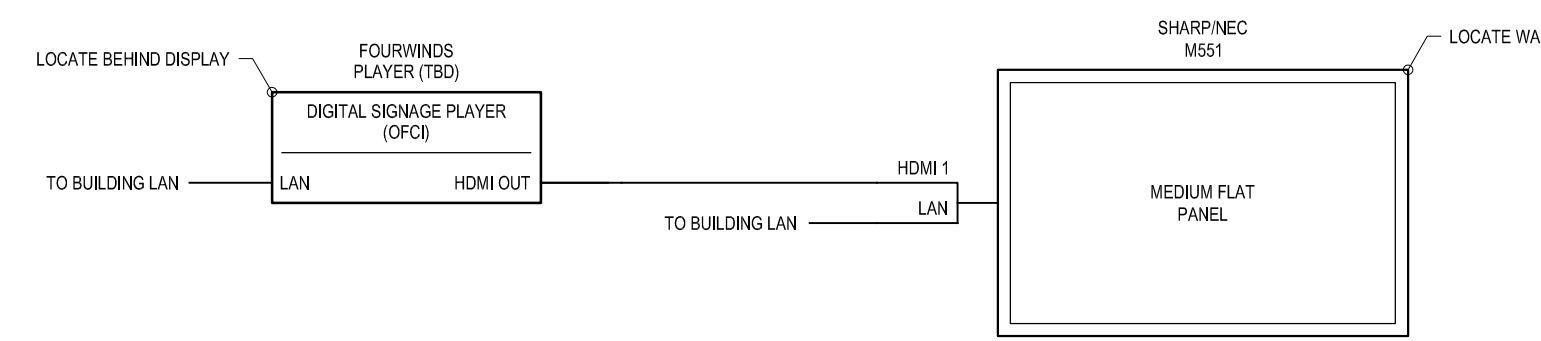 LOCATE BEHIND DISPLAY
FOURWINDS
PLAYER (TBD)
DIGITAL SIGNAGE PLAYER
(OFCI)
TO BUILDING LAN
LAN
HDMI OUT
HDMI 1
LAN
TO BUILDING LAN
SHARP/NEC
M551
LOCATE WA
MEDIUM FLAT
PANEL